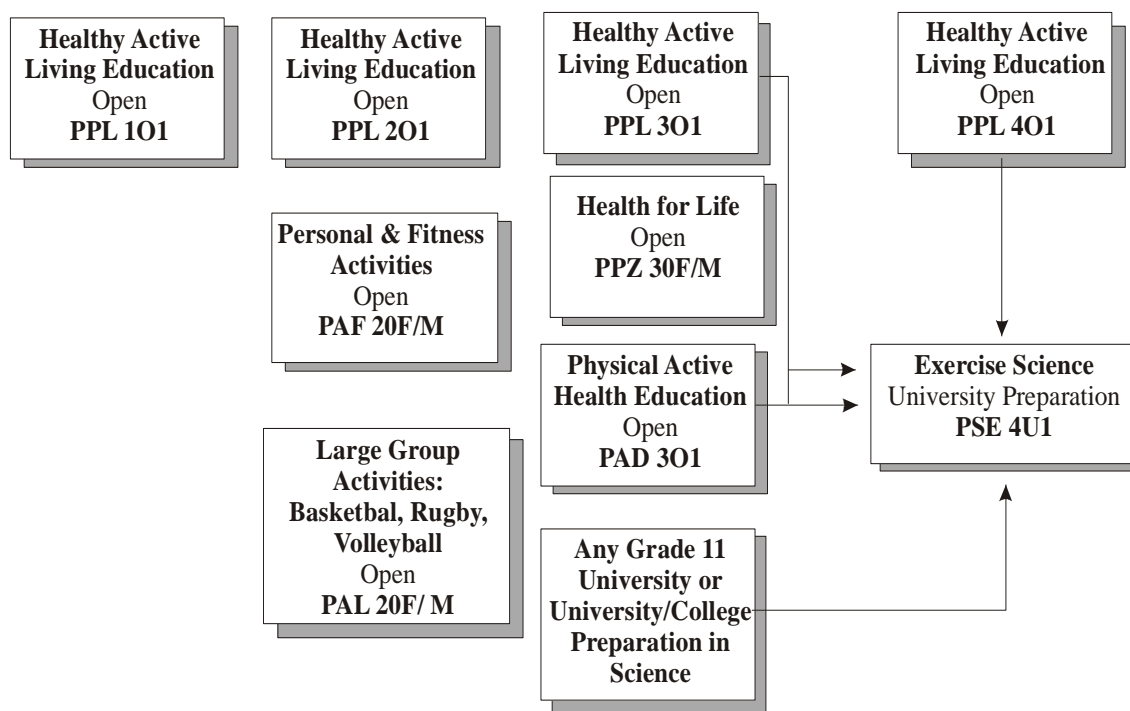 Healthy Active
Living Education
Open
PPL 1O1
Healthy Active
Living Education
Open
PPL 2O1
Healthy Active
Living Education
Open
PPL 3O1
Healthy Active
Living Education
Open
PPL 4O1
Personal & Fitness
Activities
Open
PAF 20F/M
Health for Life
Open
PPZ 30F/M
Physical Active
Health Education
Open
PAD 3O1
Exercise Science
University Preparation
PSE 4U1
Large Group
Activities:
Basketbal, Rugby,
Volleyball
Open
PAL 20F/ M
Any Grade 11
University or
University/College
Preparation in
Science